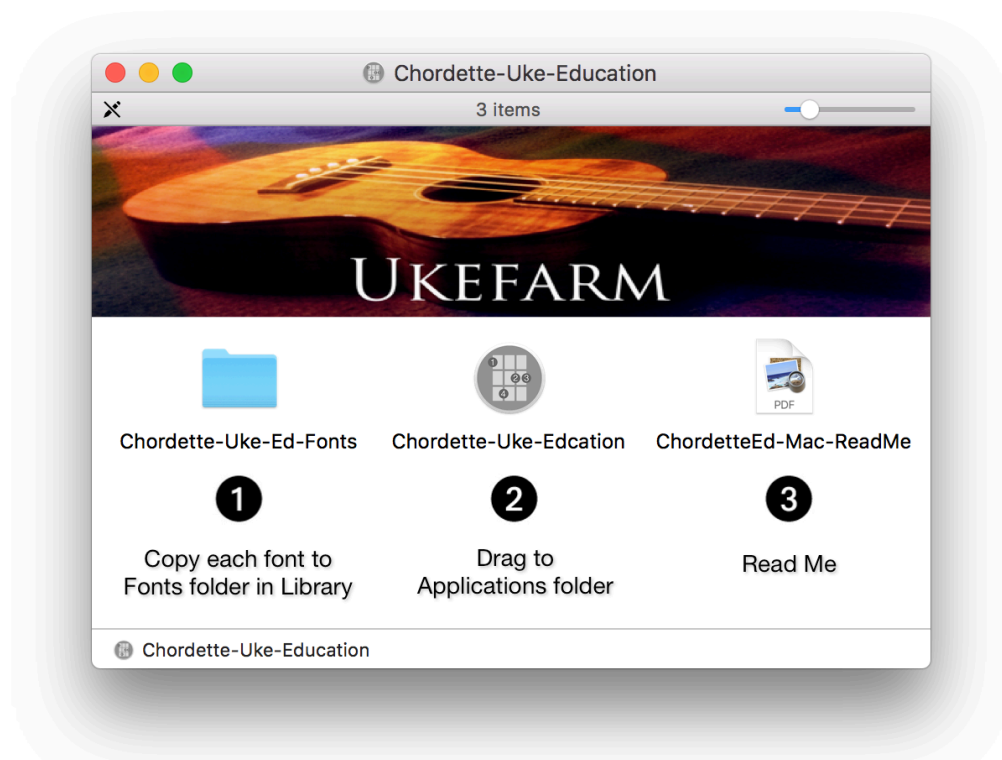 Chordette-Uke-Education
3 items
UKEFARM
PDF
Chordette-Uke-Ed-Fonts
Chordette-Uke-Edcation
ChordetteEd-Mac-ReadMe
1
2
3
Copy each font to
Fonts folder in Library
Drag to
Applications folder
Read Me
Chordette-Uke-Education